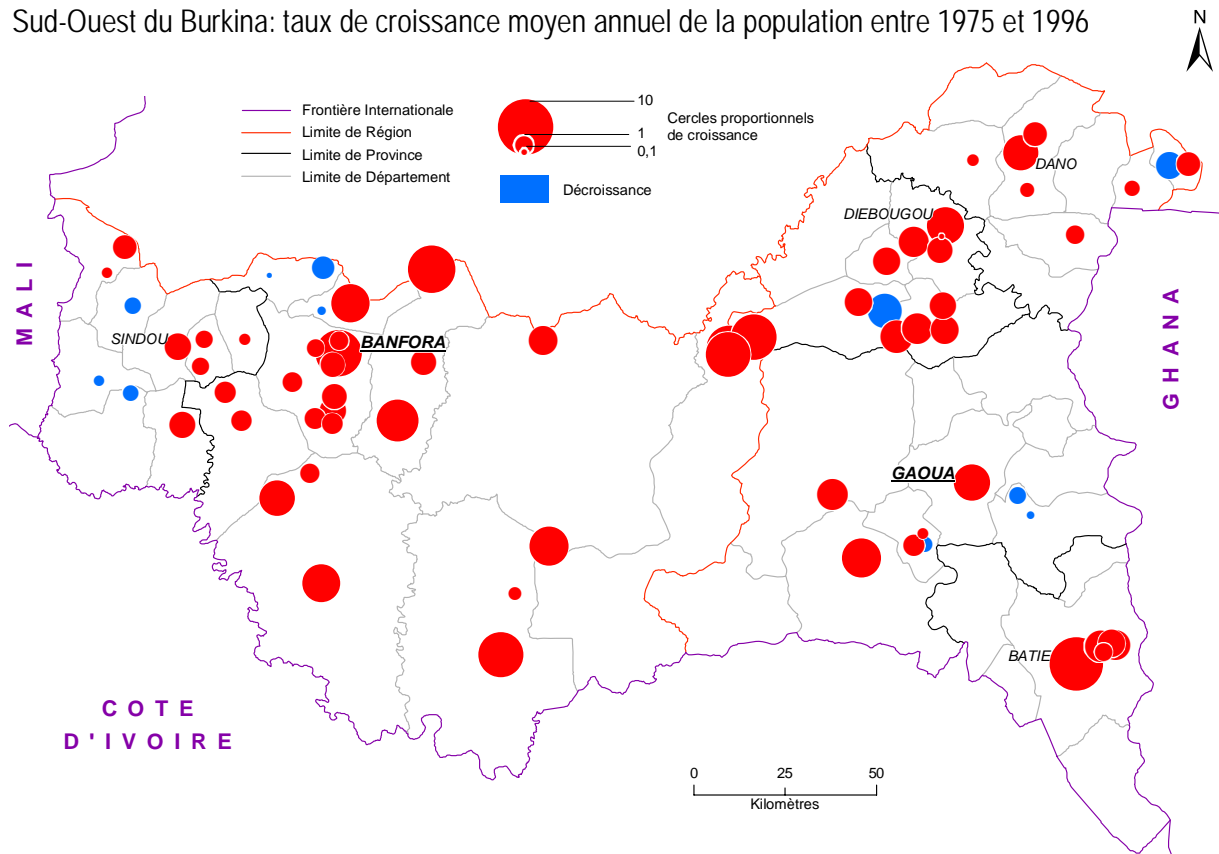 Sud-Ouest du Burkina: taux de croissance moyen annuel de la population entre 1975 et 1996
N
Frontière Internationale
Limite de Région
Limite de Province
Limite de Département
10
1
0,1
Cercles proportionnels
de croissance
Décroissance
DANO
DIEBOUGOU
MALI
SINDOU
BANFORA
GHANA
GAOUA
BATIE
COTE
D'IVOIRE
0 25 50
Kilomètres